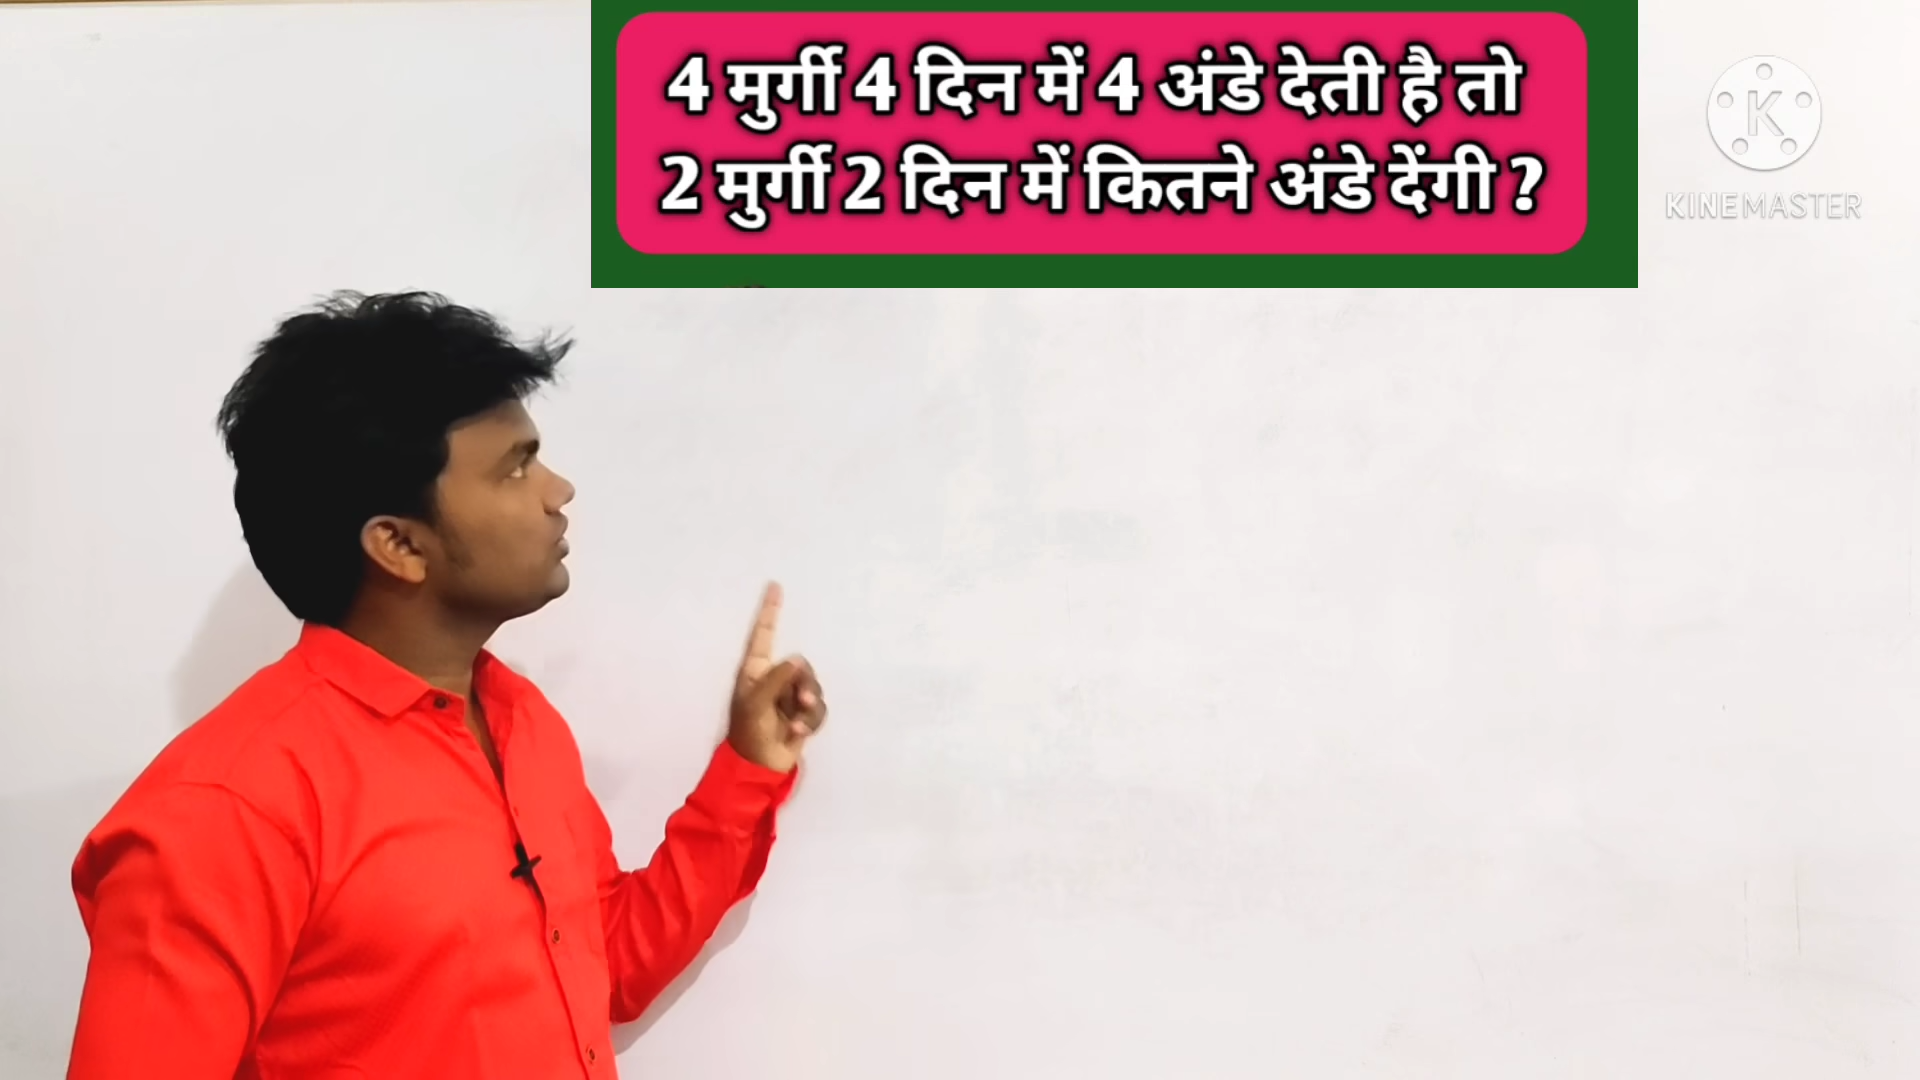 4 मुर्गी 4 दिन में 4 अंडे देती है तो
2 मुर्गी 2 दिन में कितने अंडे देंगी ?
K
KINEMASTER